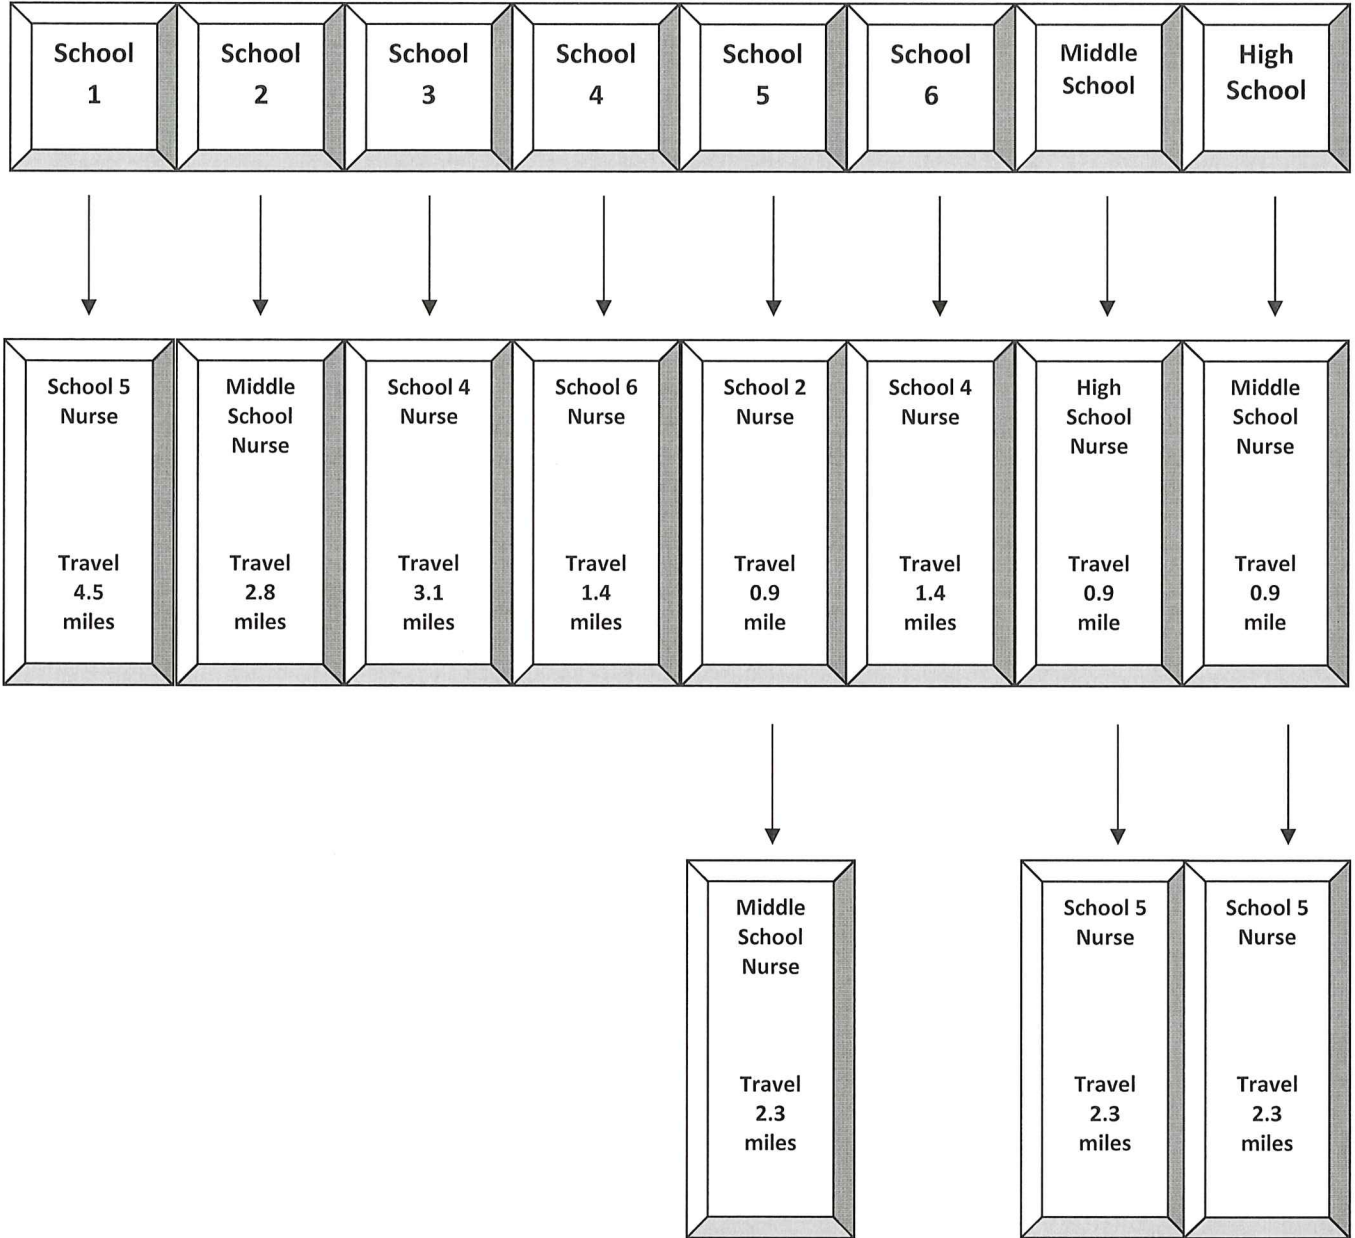 School
1
School
2
School
3
School
4
School
5
School
6
Middle
School
High
School
School 5
Nurse
Travel
4.5
miles
Middle
School
Nurse
Travel
2.8
miles
School 4
Nurse
Travel
3.1
miles
School 6
Nurse
Travel
1.4
miles
School 2
Nurse
Travel
0.9
mile
School 4
Nurse
Travel
1.4
miles
High
School
Nurse
Travel
0.9
mile
Middle
School
Nurse
Travel
0.9
mile
Middle
School
Nurse
Travel
2.3
miles
School 5
Nurse
Travel
2.3
miles
School 5
Nurse
Travel
2.3
miles